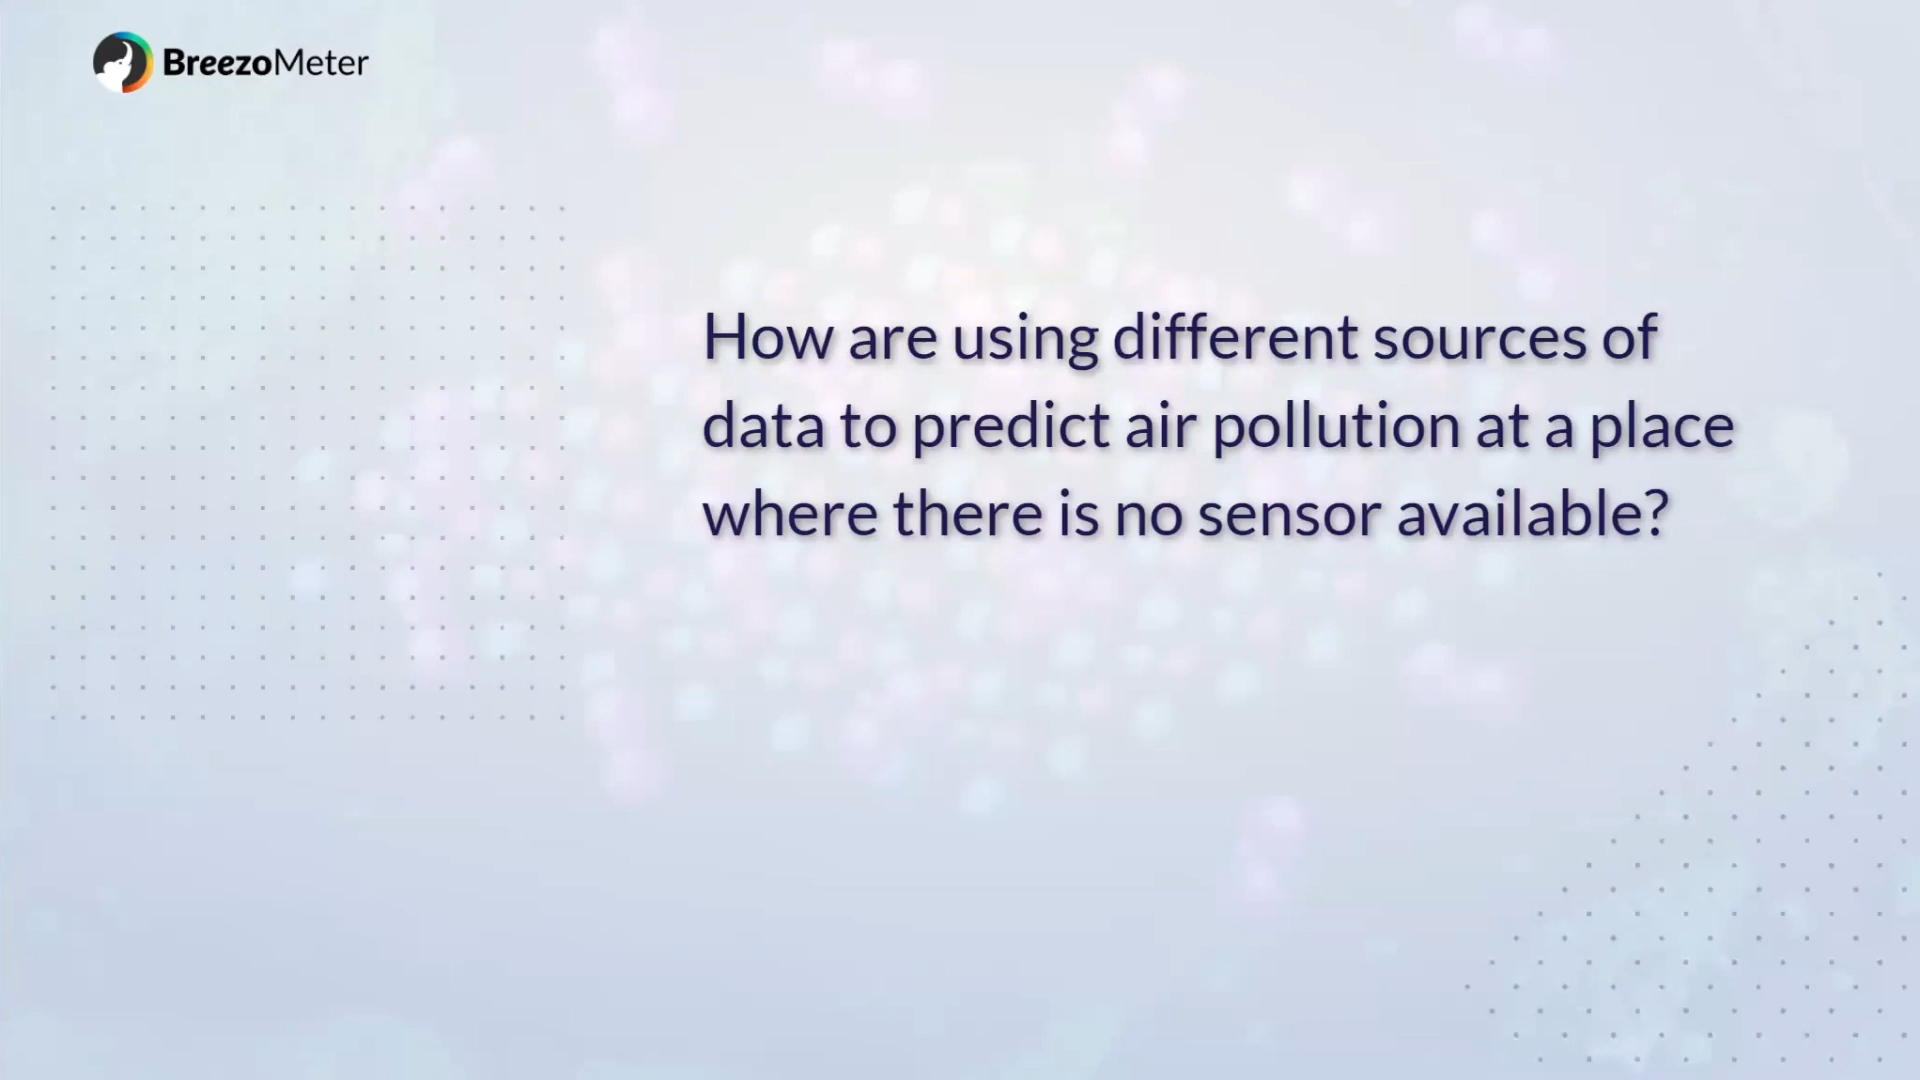 BreezoMeter
How are using different sources of
data to predict air pollution at a place
where there is no sensor available?